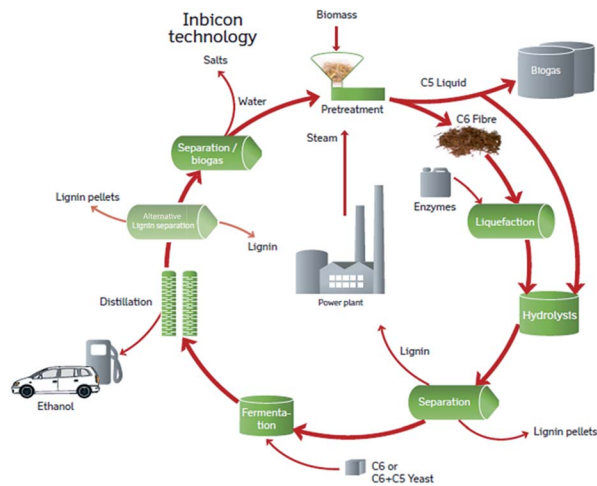 Inbicon
technology
Biomass
Salts
Water
Pretreatment
C5 Liquid
Biogas
C6 Fibre
Steam
Separation /
biogas
Enzymes
Lignin pellets
Alternative
Lignin separation
Lignin
Liquefaction
Power plant
Distillation
Hydrolysis
Lignin
Ethanol
Separation
Fermenta-
tion
Lignin pellets
C6 or
C6+C5 Yeast